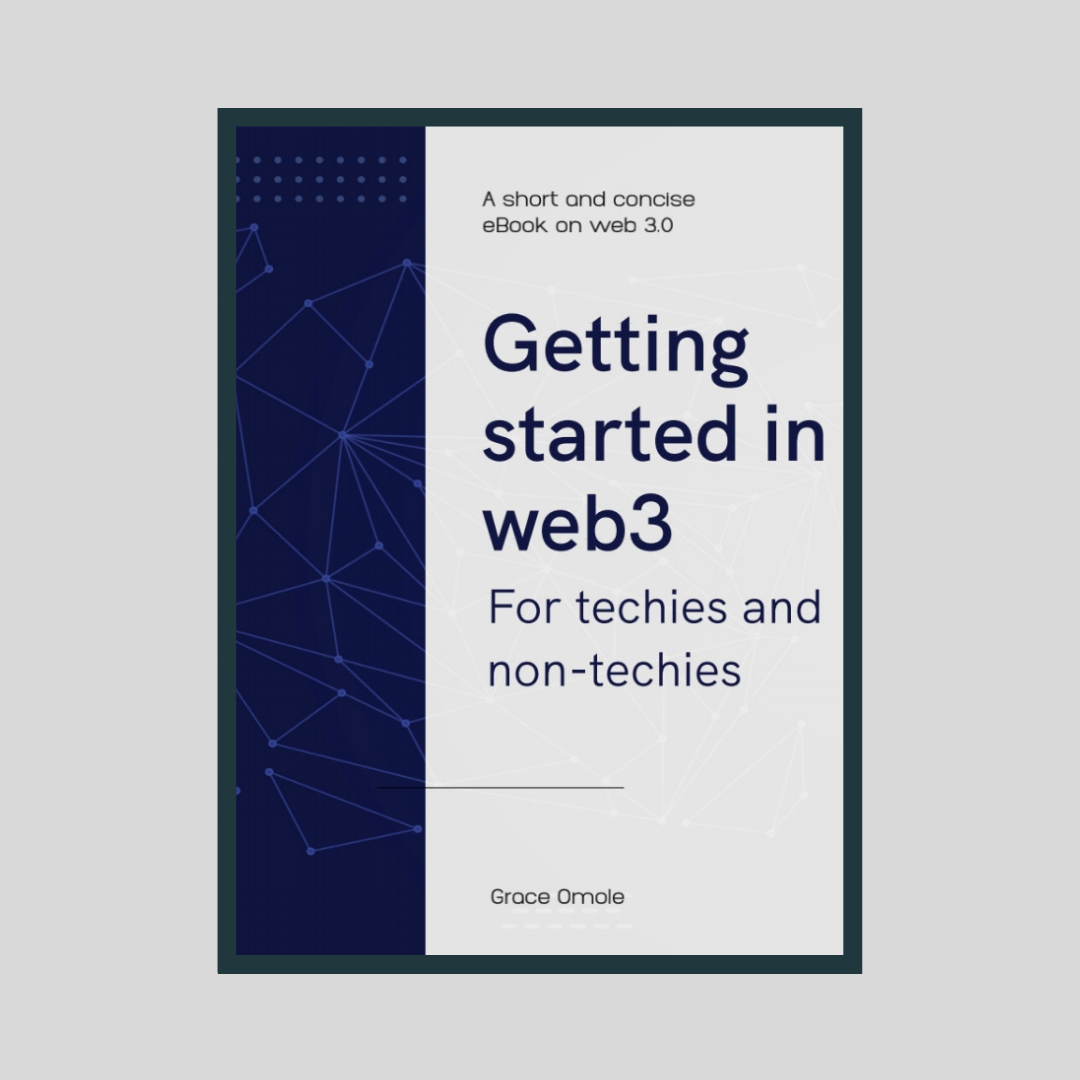 A short and concise
eBook on web 3.0
Getting
started in
web3
For techies and
non-techies
Grace Omole